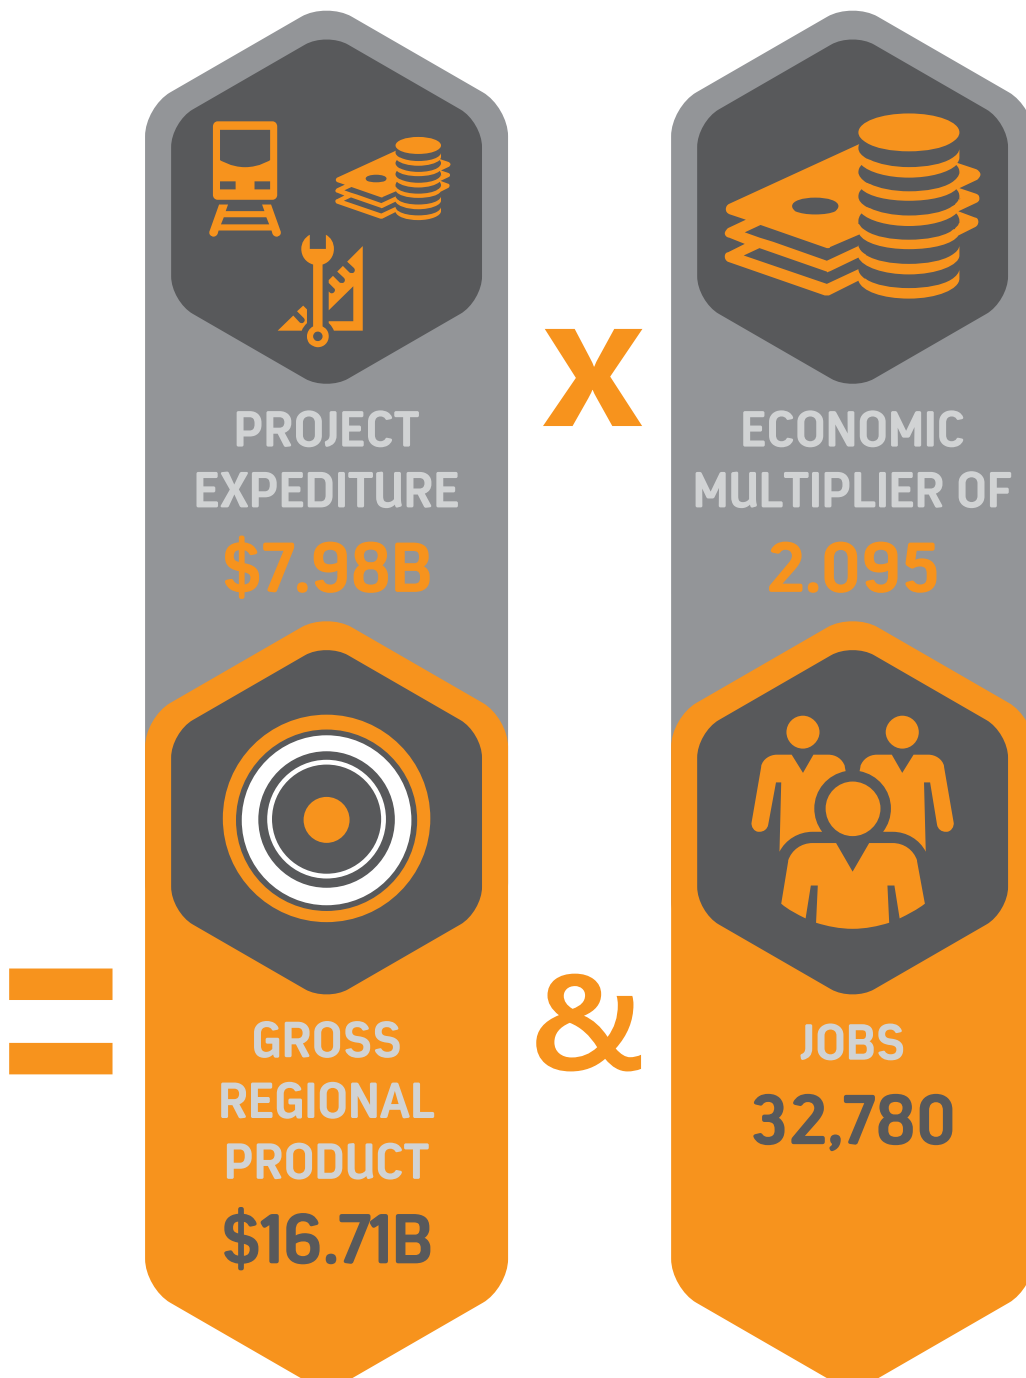 PROJECT
EXPEDITURE
$7.98B
x
ECONOMIC
MULTIPLIER OF
2.095
=
GROSS
REGIONAL
PRODUCT
$16.71B
&
JOBS
32,780